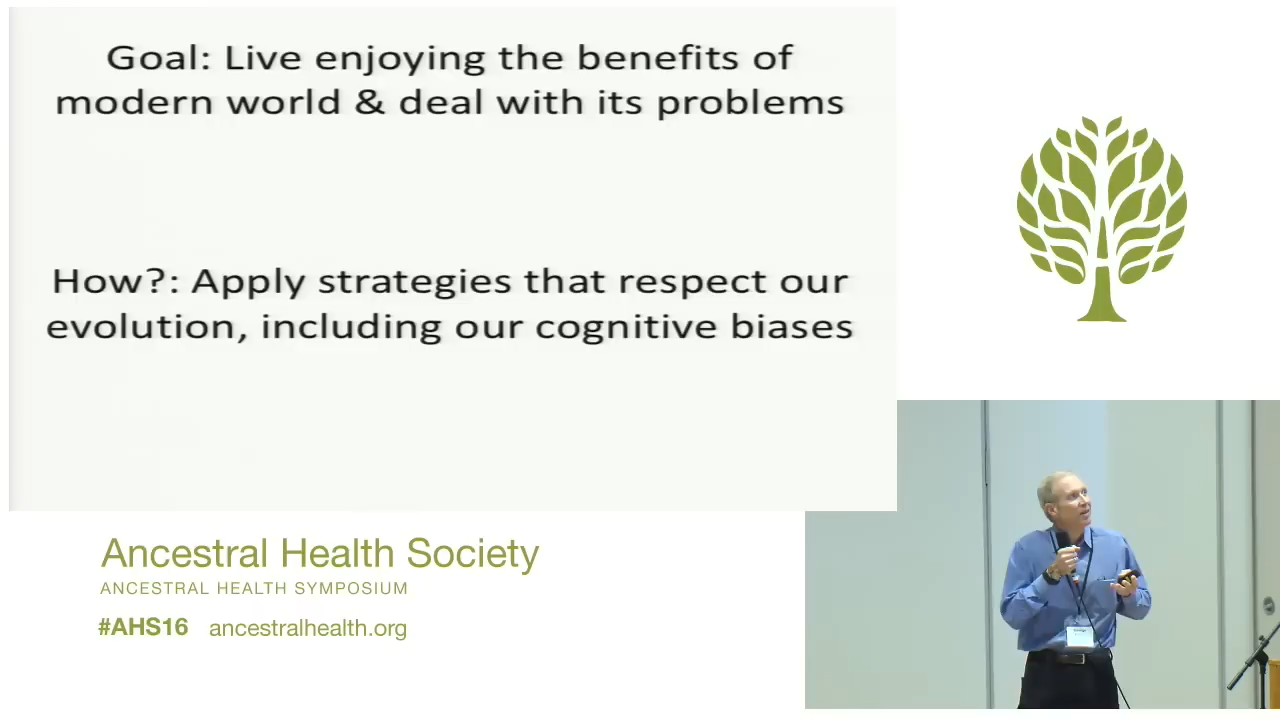 Goal: Live enjoying the benefits of
modern world & deal with its problems
How?: Apply strategies that respect our
evolution, including our cognitive biases
Ancestral Health Society
ANCESTRAL HEALTH SYMPOSIUM
#AHS16 ancestralhealth.org